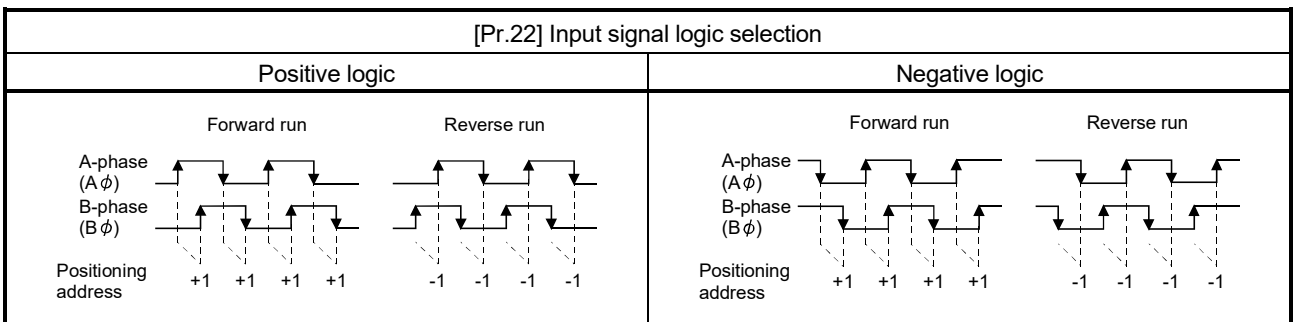 [Pr.22] Input signal logic selection
Positive logic
Forward run
Reverse run
A-phase
(Aϕ)
B-phase
(Bϕ)
Positioning
address
+1 +1 +1 +1
-1 -1 -1 -1
Negative logic
Forward run
Reverse run
A-phase
(Aϕ)
B-phase
(Bϕ)
Positioning
address
+1 +1 +1 +1
-1 -1 -1 -1